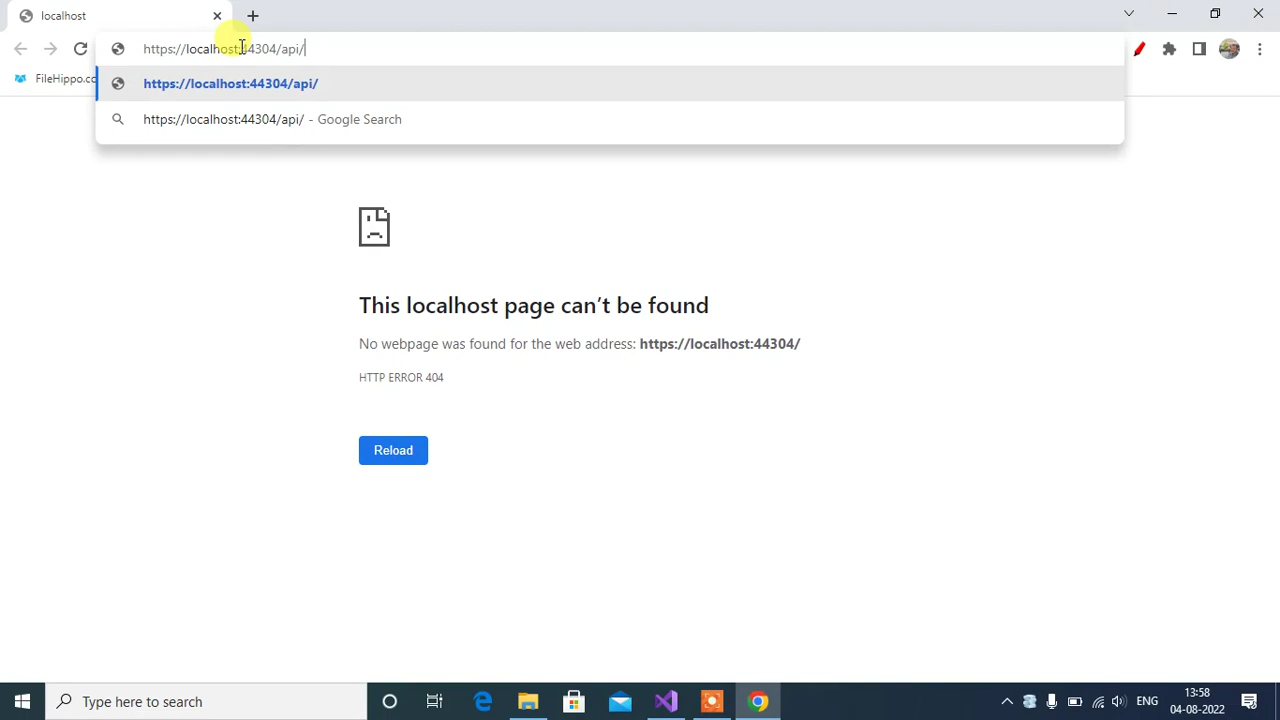 localhost
https://localhost:44304/api/
FileHippo.co
https://localhost:44304/api/
https://localhost:44304/api/ - Google Search
This localhost page can’t be found
No webpage was found for the web address: https://localhost:44304/
HTTP ERROR 404
Reload
Type here to search
ENG
13:58
04-08-2022